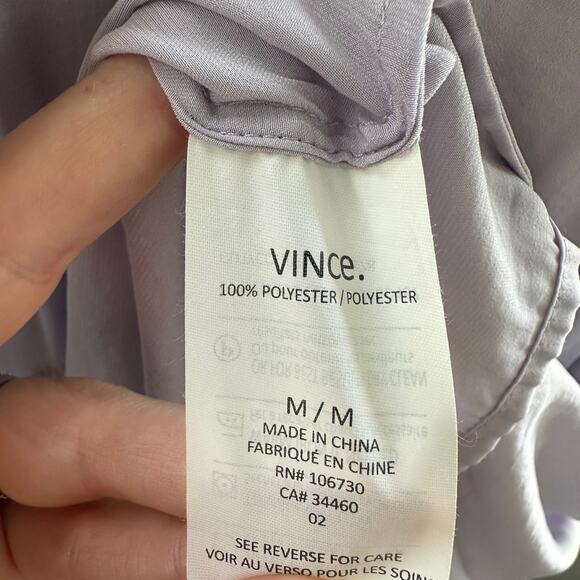 VINCe.
100% POLYESTER / POLYESTER
M / M
MADE IN CHINA
FABRIQUÉ EN CHINE
RN# 106730
CA# 34460
02
SEE REVERSE FOR CARE
VOIR AU VERSO POUR LES SOIN